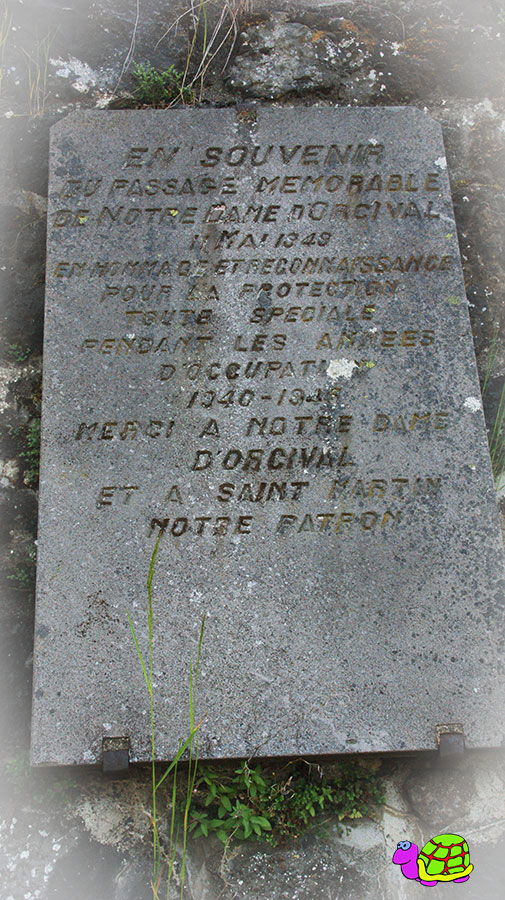 EN SOUVENIR
DU PASSAGE MEMORABLE
DE NOTRE DAME D'ORCIVAL
11 MAI 1949
EN HOMMAGE ET RECONNAISSANCE
POUR LA PROTECTION
TOUTE SPECIALE
PENDANT LES ANNEES
D'OCCUPATION
1940-1945
MERCI A NOTRE DAME
D'ORCIVAL
ET A SAINT MARTIN
NOTRE PATRON